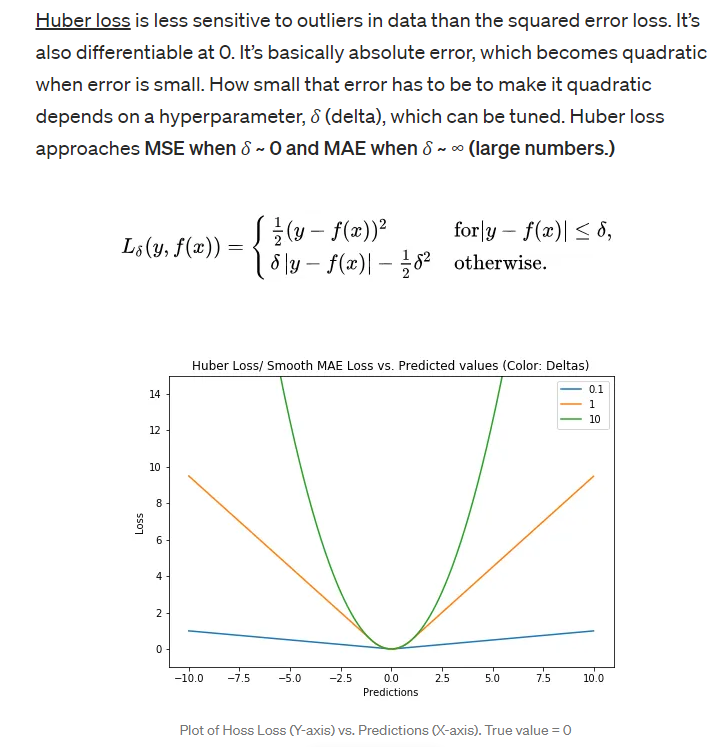 Huber loss is less sensitive to outliers in data than the squared error loss. It's
also differentiable at 0. It's basically absolute error, which becomes quadratic
when error is small. How small that error has to be to make it quadratic
depends on a hyperparameter, δ (delta), which can be tuned. Huber loss
approaches MSE when δ ~ 0 and MAE when δ ~ ∞ (large numbers.)
L_δ(y, f(x)) = { ½(y − f(x))² for|y − f(x)| ≤ δ,
δ |y − f(x)| − ½δ² otherwise.
Huber Loss/ Smooth MAE Loss vs. Predicted values (Color: Deltas)
0.1
1
10
14
12
10
8
6
4
2
0
Loss
−10.0 −7.5 −5.0 −2.5 0.0 2.5 5.0 7.5 10.0
Predictions
Plot of Hoss Loss (Y-axis) vs. Predictions (X-axis). True value = 0